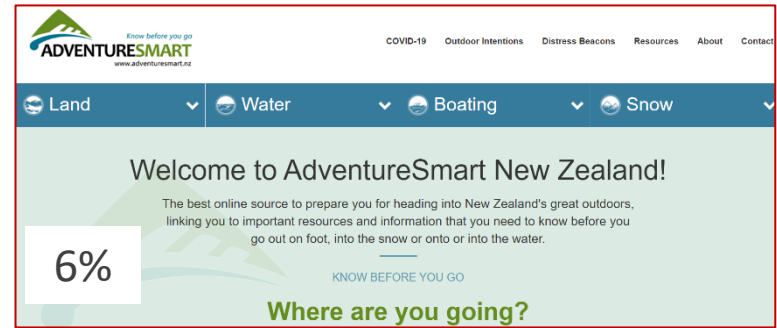 Know before you go
ADVENTURESMART
www.adventuresmart.nz
COVID-19 Outdoor Intentions Distress Beacons Resources About Contact
Land Water Boating Snow
Welcome to AdventureSmart New Zealand!
The best online source to prepare you for heading into New Zealand's great outdoors,
linking you to important resources and information that you need to know before you
go out on foot, into the snow or onto or into the water.
6%
KNOW BEFORE YOU GO
Where are you going?